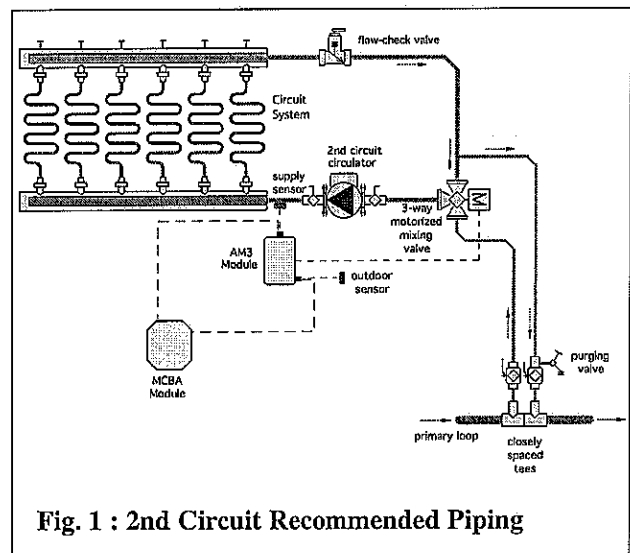 flow-check valve
Circuit
System
2nd circuit
circulator
supply
sensor
M
3-way
motorized
mixing
valve
AM3
Module
outdoor
sensor
MCBA
Module
purging
valve
primary loop
closely
spaced
tees
Fig. 1 : 2nd Circuit Recommended Piping